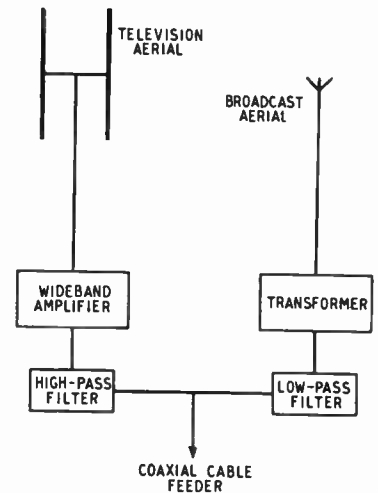 TELEVISION
AERIAL
BROADCAST
AERIAL
WIDEBAND
AMPLIFIER
TRANSFORMER
HIGH-PASS
FILTER
LOW-PASS
FILTER
COAXIAL CABLE
FEEDER